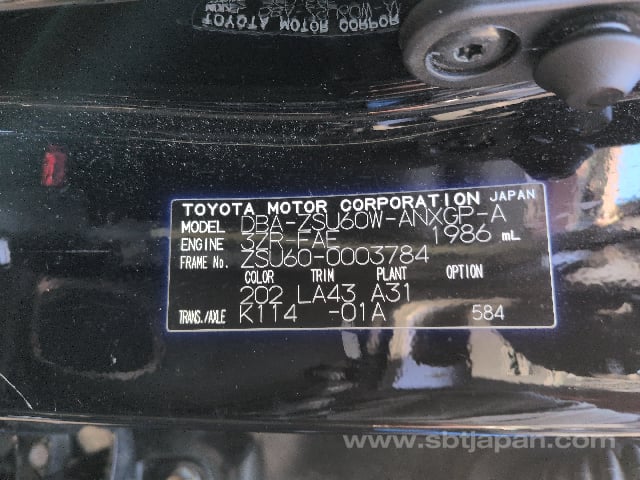 TOYOTA MOTOR CORPORATION JAPAN
MODEL DBA-ZSU60W-ANXGP-A
ENGINE 3ZR-FAE 1986 mL
FRAME No. ZSU60-0003784
COLOR TRIM PLANT OPTION
202 LA43 A31
TRANS./AXLE K114 -01A 584
www.sbtjapan.com